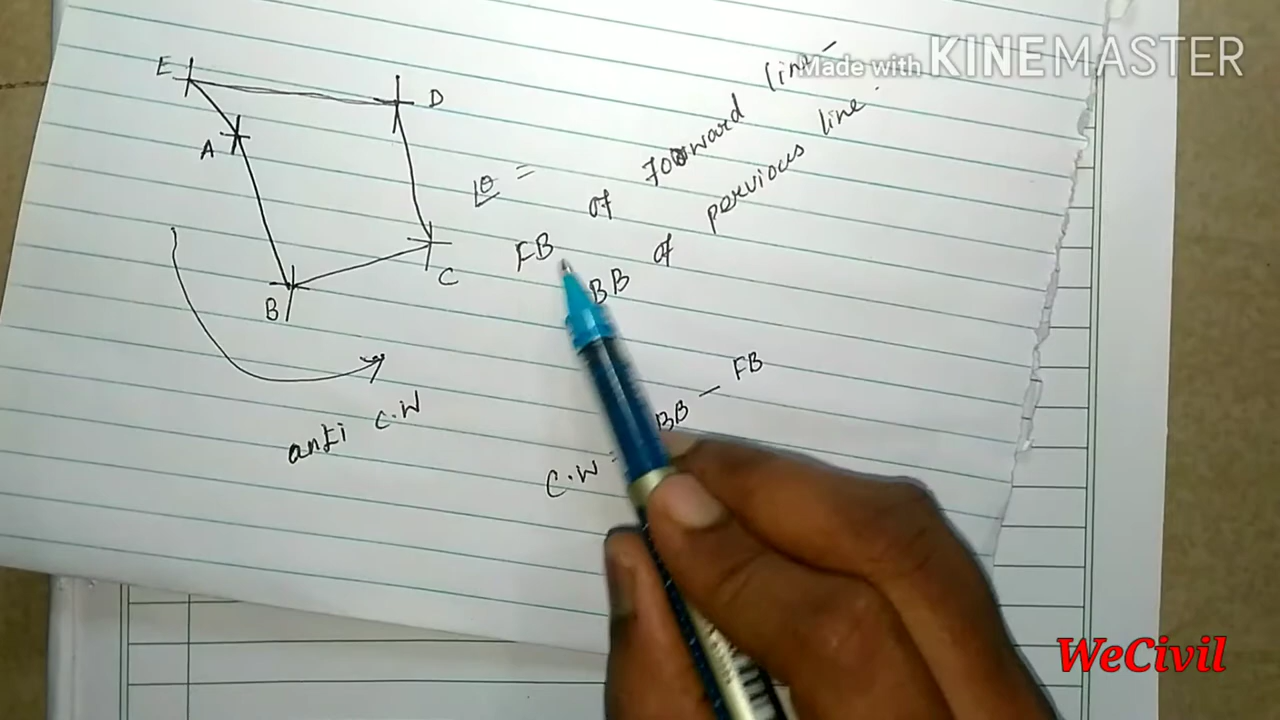 Made with KINEMASTER
E
D
A
B
C
∠θ =
FB of forward line -
BB of pervious line.
anti C.W
C.W = BB - FB
WeCivil